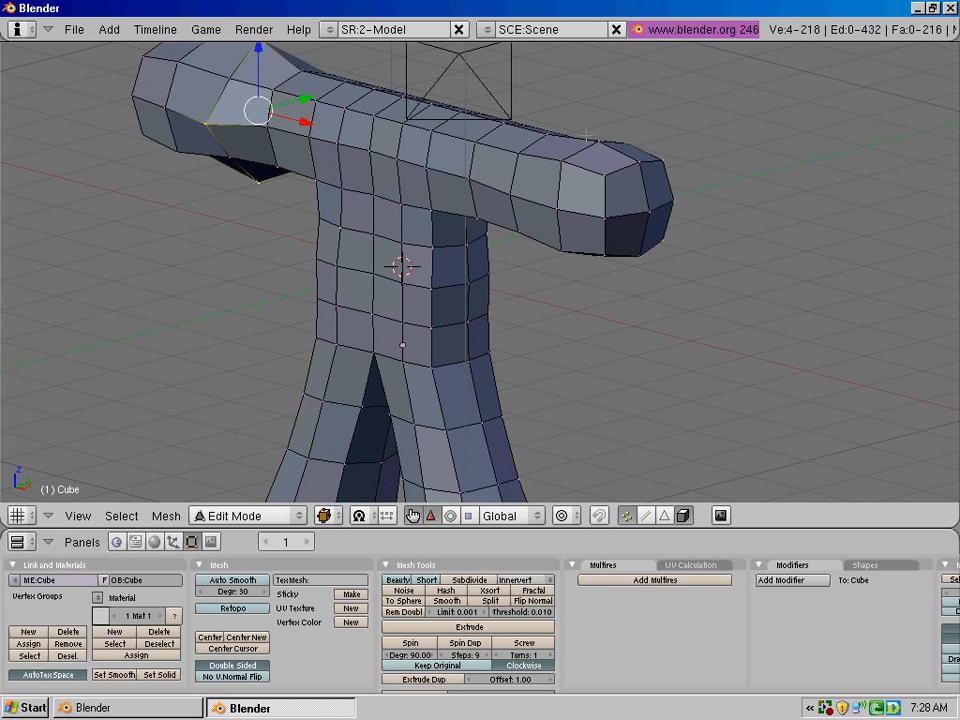 Blender
File Add Timeline Game Render Help SR:2-Model SCE:Scene www.blender.org 246 Ve:4-218 | Ed:0-432 | Fa:0-216 |
z
(1) Cube
View Select Mesh Edit Mode Global
Panels 1
Link and Materials Mesh Mesh Tools Multires UV Calculation Modifiers Shapes
ME:Cube F OB:Cube Auto Smooth TexMesh: Beauty Short Subdivide Innervert Add Multires Add Modifier To: Cube
Vertex Groups Material Degr: 30 Sticky Make Noise Hash Xsort Fractal
1 Mat 1 ? Retopo UV Texture New To Sphere Smooth Split Flip Normal
Vertex Color New Rem Doubl Limit: 0.001 Threshold: 0.010
New Delete New Delete Center Center New Extrude
Assign Remove Select Deselect Center Cursor Spin Spin Dup Screw
Select Desel. Assign Degr: 90.00 Steps: 9 Turns: 1
Double Sided Keep Original Clockwise
AutoTexSpace Set Smooth Set Solid No V.Normal Flip Extrude Dup Offset: 1.00
Start Blender Blender « 7:28 AM